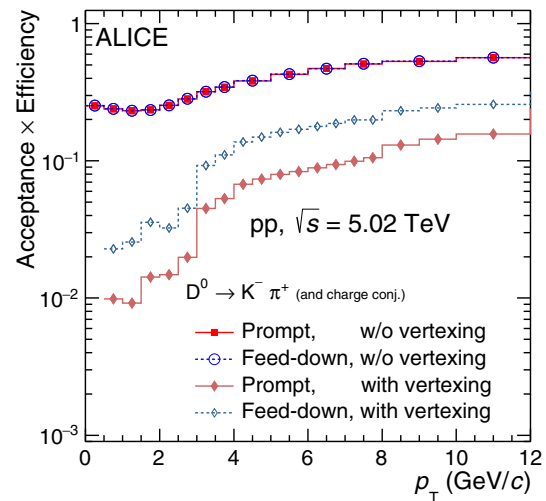 ALICE
Acceptance × Efficiency
1
10⁻¹
10⁻²
10⁻³
pp, √s = 5.02 TeV
D⁰ → K⁻ π⁺ (and charge conj.)
Prompt, w/o vertexing
Feed-down, w/o vertexing
Prompt, with vertexing
Feed-down, with vertexing
0 2 4 6 8 10 12
p_T (GeV/c)